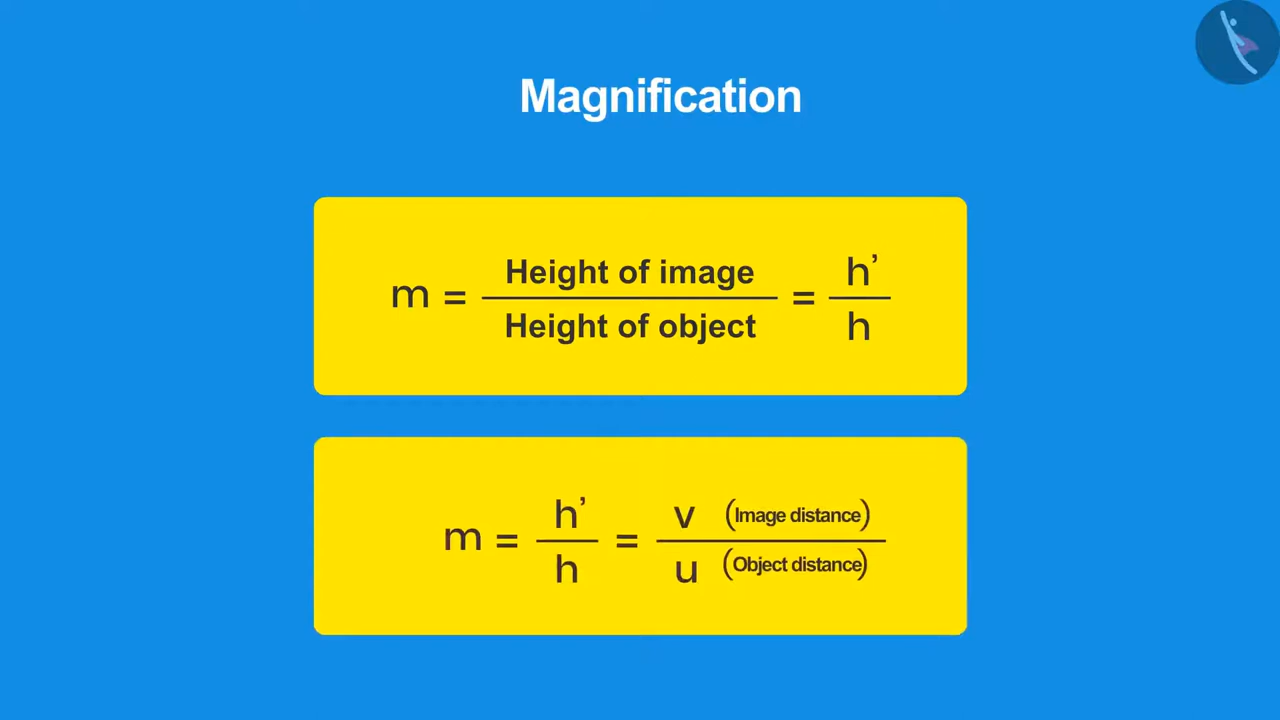 Magnification
m = Height of image / Height of object = h’ / h
m = h’ / h = v (Image distance) / u (Object distance)